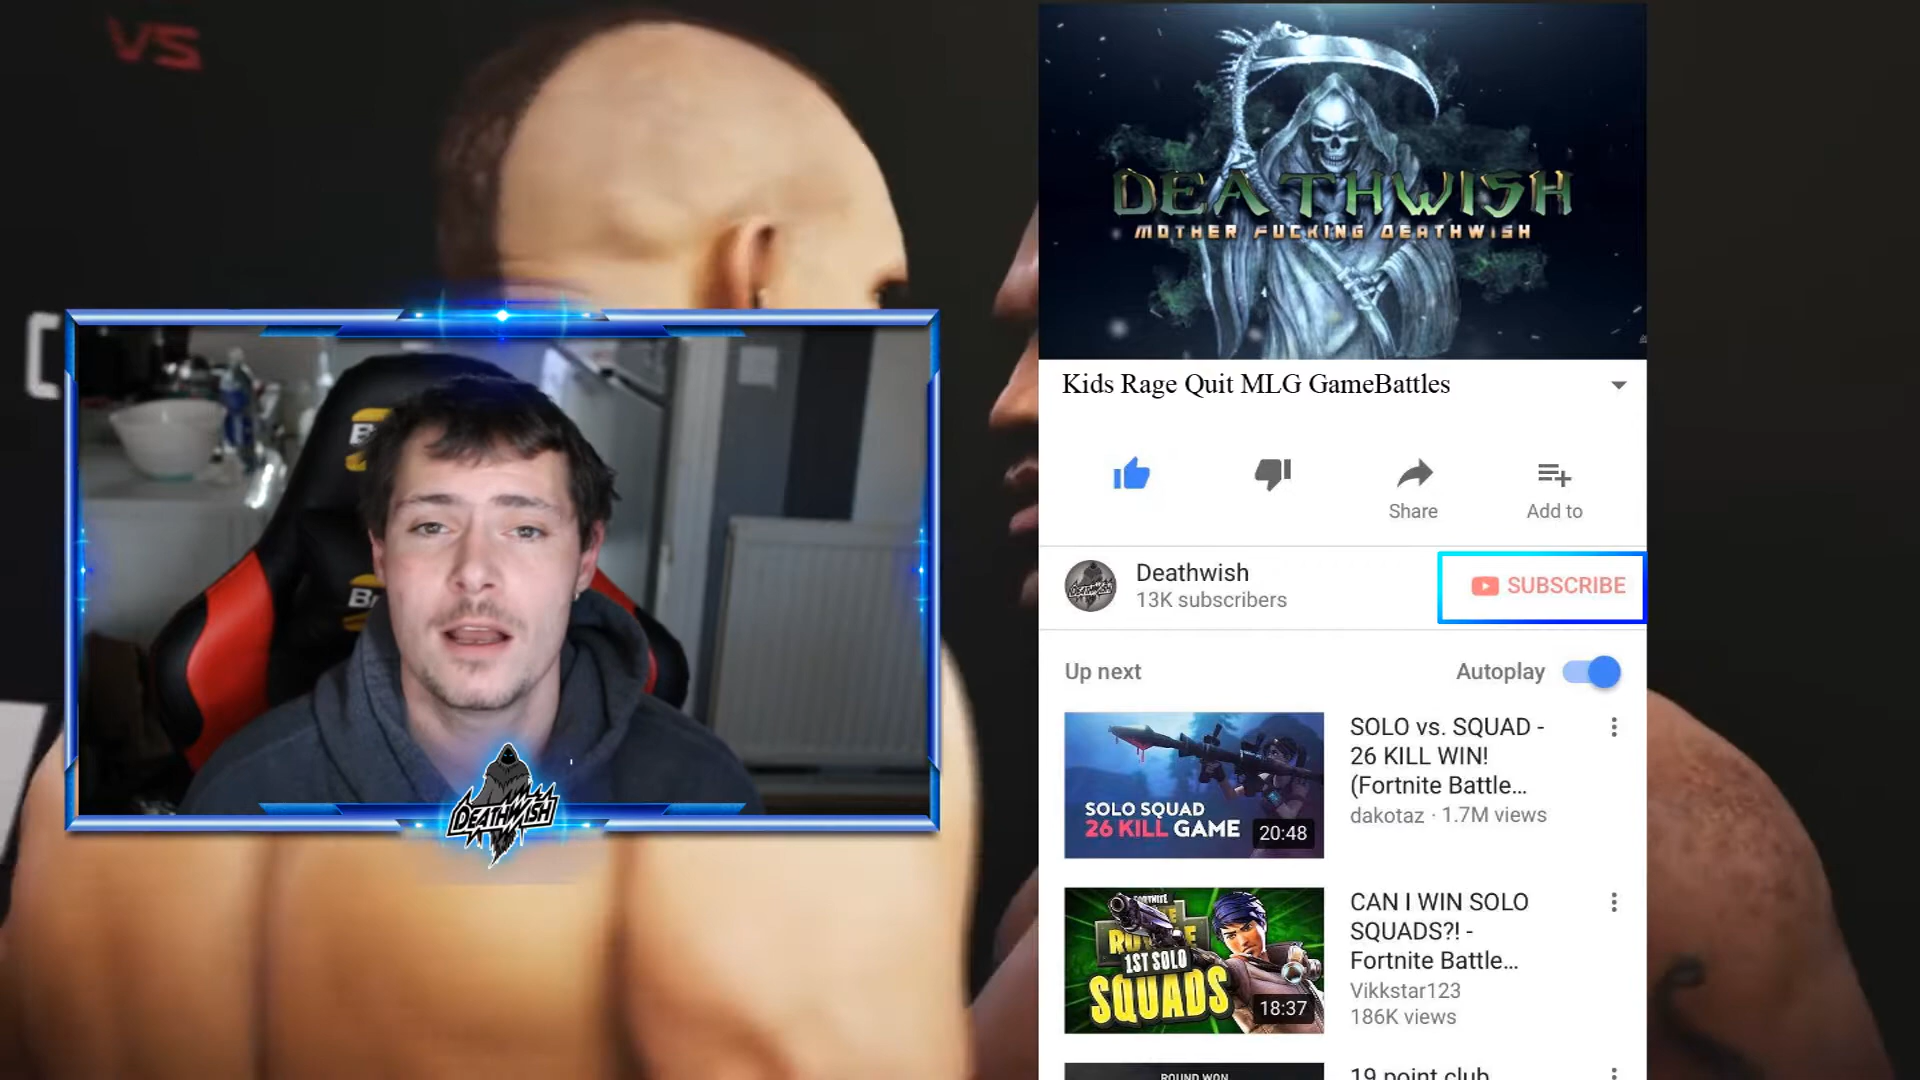 VS
DEATHWISH
MOTHER FUCKING DEATHWISH
Kids Rage Quit MLG GameBattles
Share
Add to
Deathwish
13K subscribers
SUBSCRIBE
Up next
Autoplay
SOLO SQUAD
26 KILL GAME
20:48
SOLO vs. SQUAD -
26 KILL WIN!
(Fortnite Battle...
dakotaz · 1.7M views
1ST SOLO
SQUADS
18:37
CAN I WIN SOLO
SQUADS?! -
Fortnite Battle...
Vikkstar123
186K views
ROUND WON
19 point club
DEATHWISH